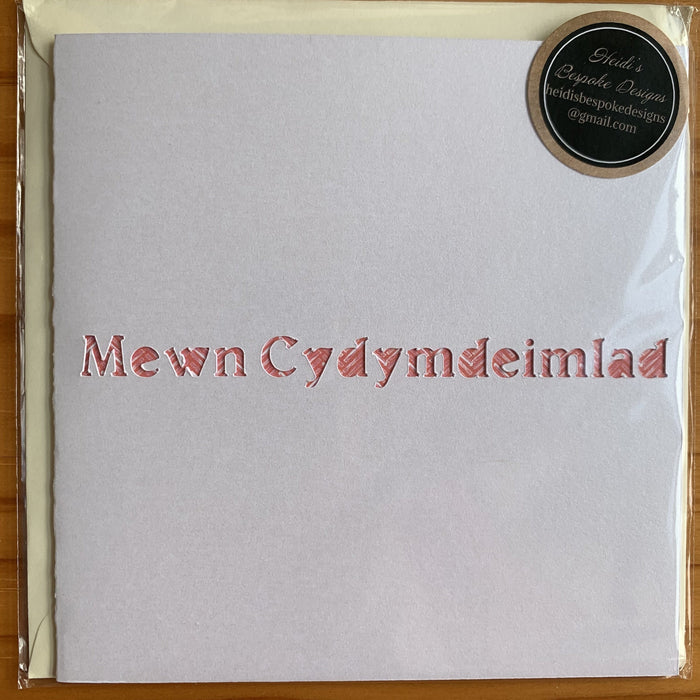 Heidi's
Bespoke Designs
heidisbespokedesigns
@gmail.com
Mewn Cydymdeimlad